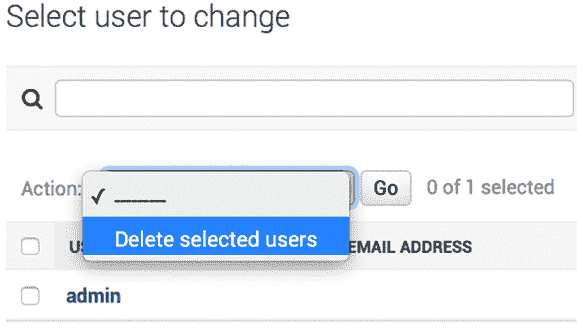 Select user to change
Action:
Go
0 of 1 selected
Delete selected users
US
EMAIL ADDRESS
admin